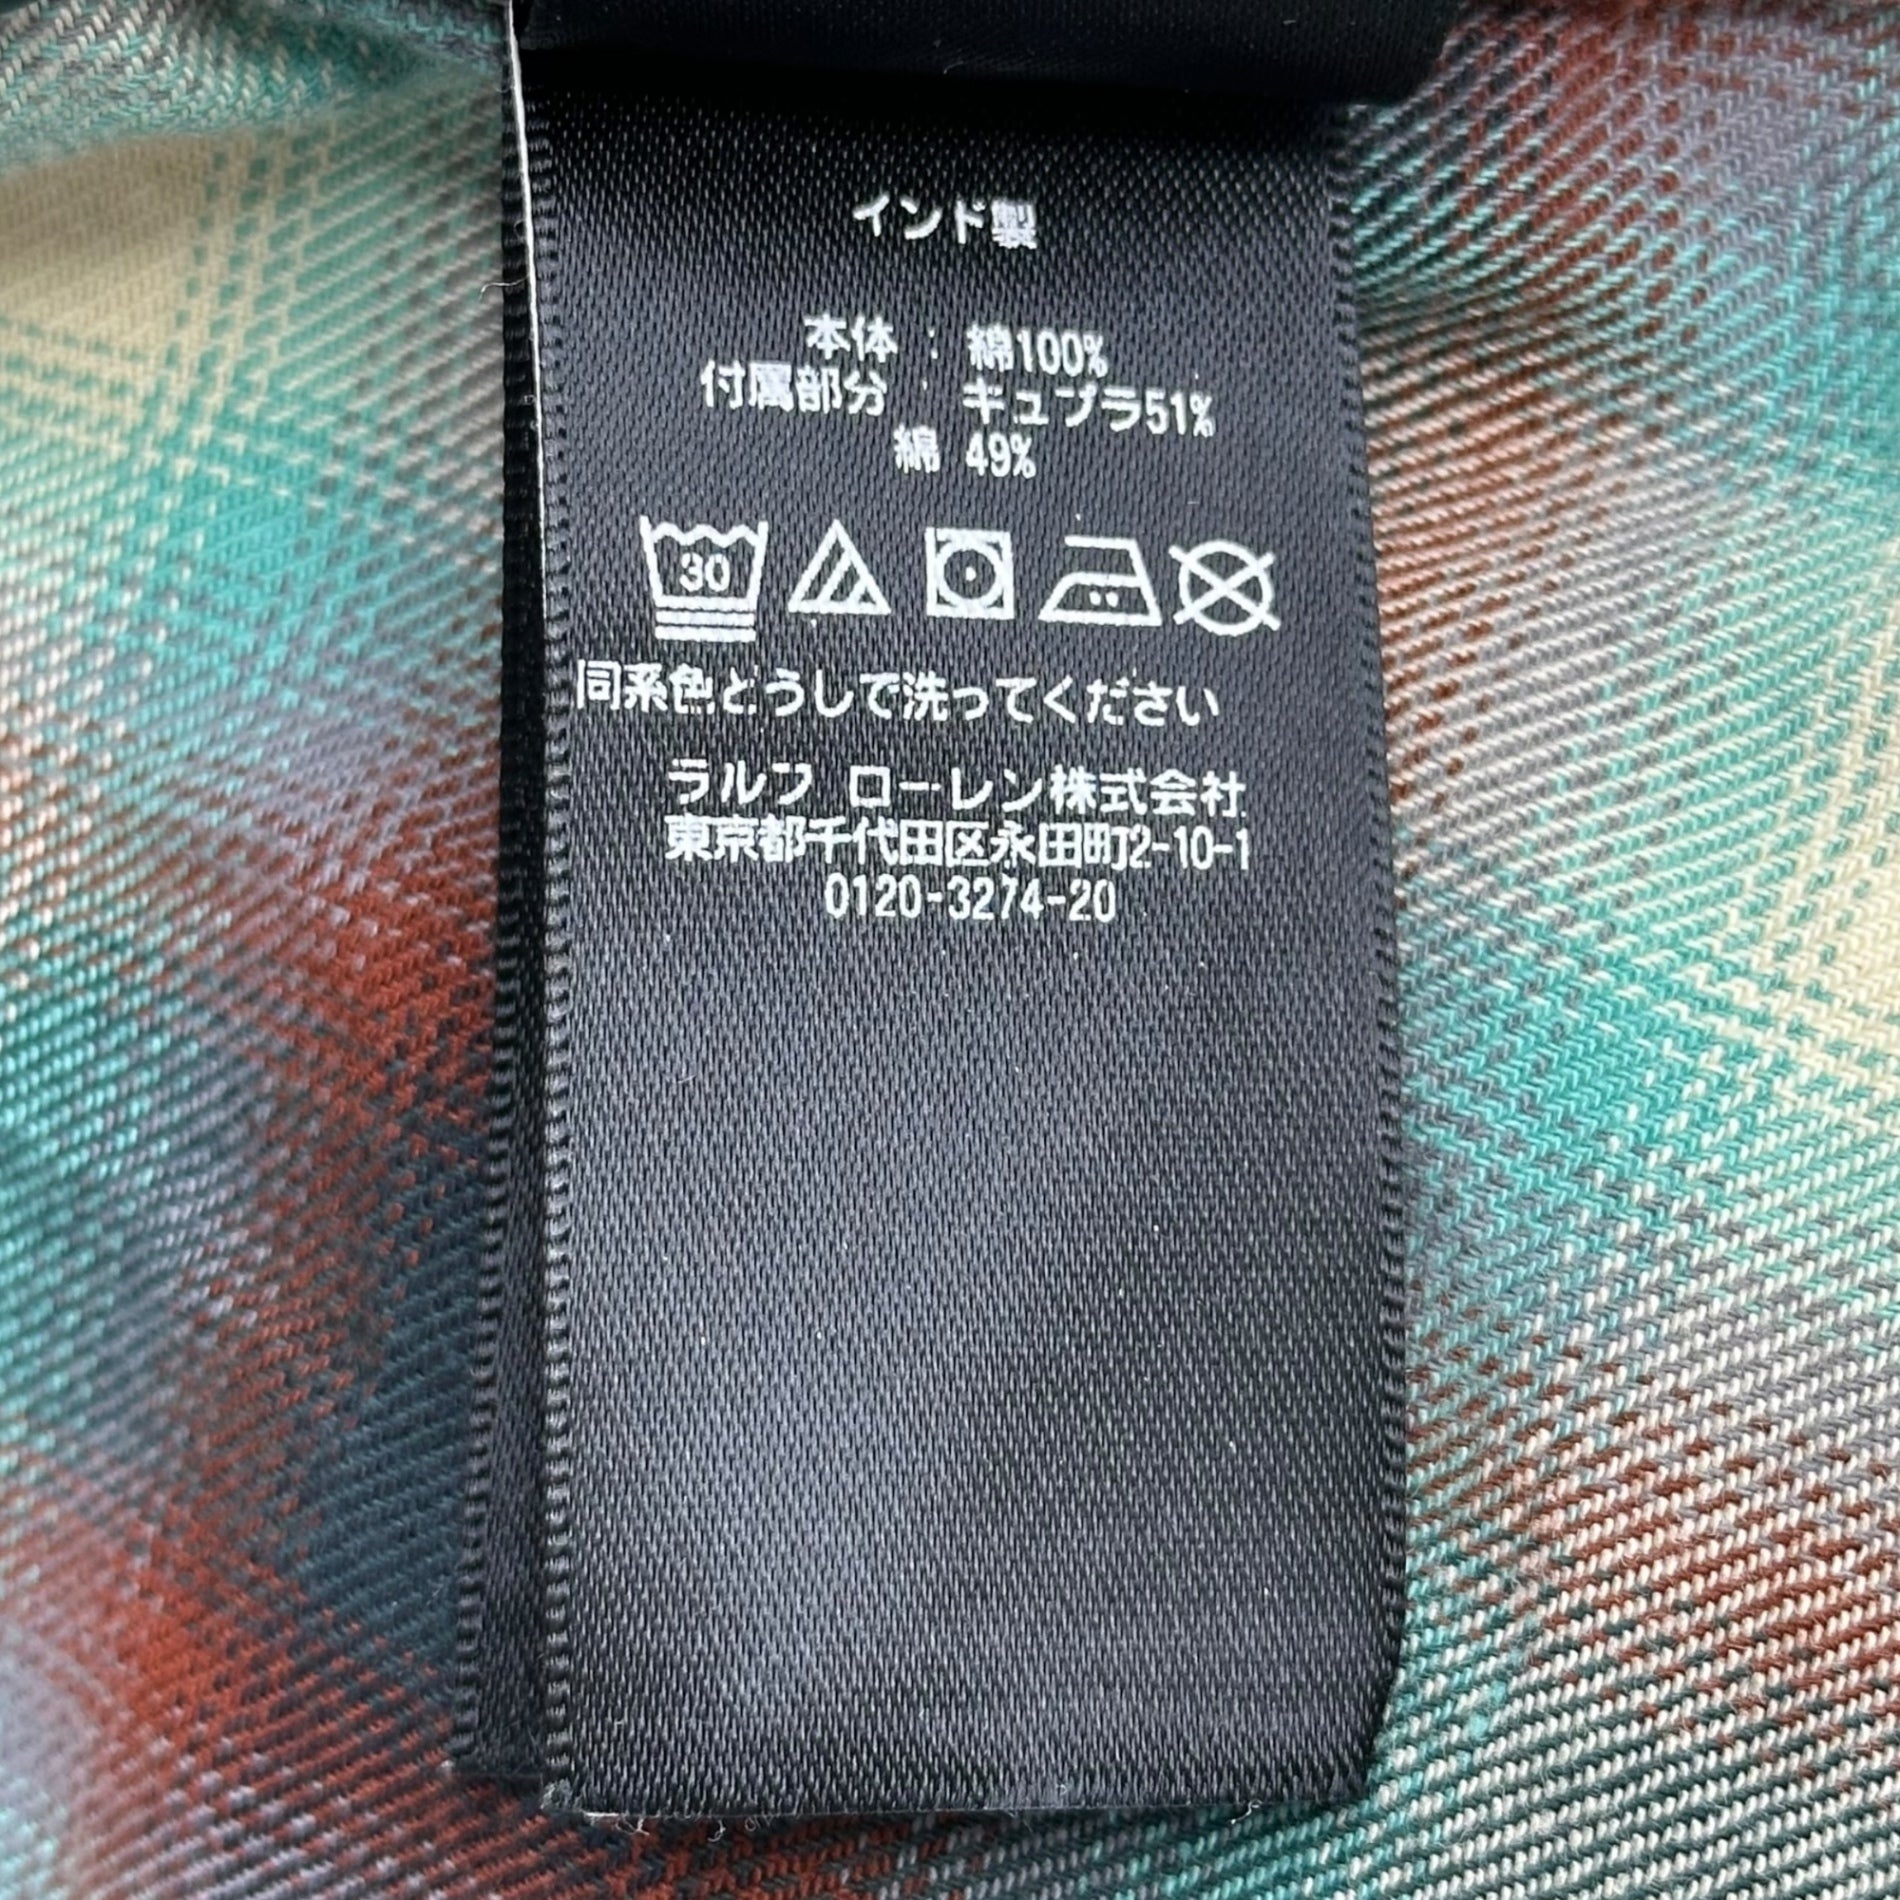 インド製
本体 : 綿100%
付属部分 : キュプラ51%
綿 49%
30
同系色どうしで洗ってください
ラルフ ローレン株式会社
東京都千代田区永田町2-10-1
0120-3274-20